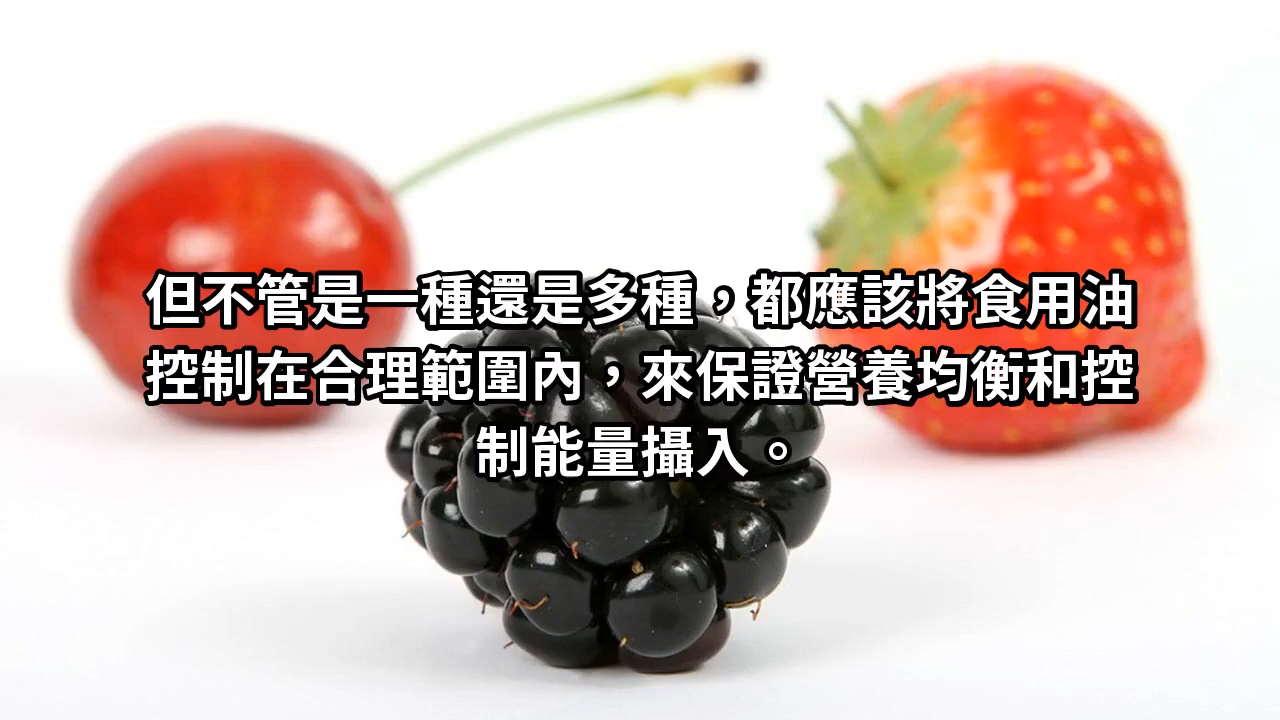 但不管是一種還是多種，都應該將食用油
控制在合理範圍內，來保證營養均衡和控
制能量攝入。